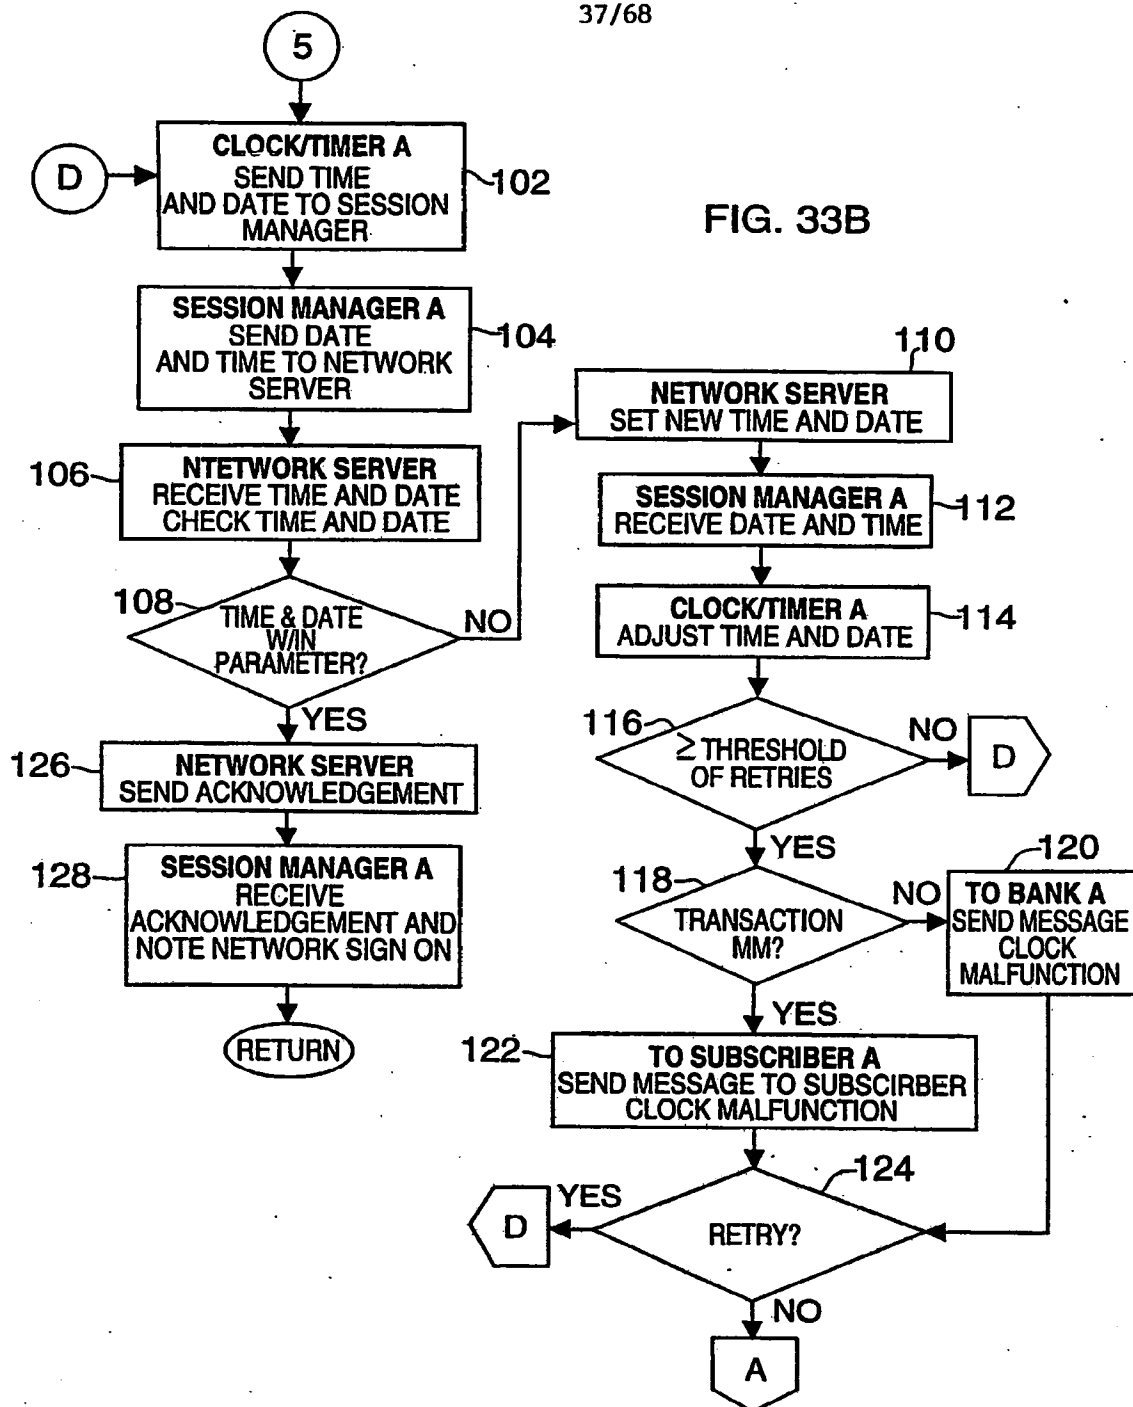 37/68
5
D
CLOCK/TIMER A
SEND TIME
AND DATE TO SESSION
MANAGER
102
FIG. 33B
SESSION MANAGER A
SEND DATE
AND TIME TO NETWORK
SERVER
104
106
NTETWORK SERVER
RECEIVE TIME AND DATE
CHECK TIME AND DATE
108
TIME & DATE
W/IN
PARAMETER?
NO
YES
110
NETWORK SERVER
SET NEW TIME AND DATE
SESSION MANAGER A
RECEIVE DATE AND TIME
112
CLOCK/TIMER A
ADJUST TIME AND DATE
114
116
≥ THRESHOLD
OF RETRIES
NO
D
YES
126
NETWORK SERVER
SEND ACKNOWLEDGEMENT
128
SESSION MANAGER A
RECEIVE
ACKNOWLEDGEMENT AND
NOTE NETWORK SIGN ON
RETURN
118
TRANSACTION
MM?
NO
YES
120
TO BANK A
SEND MESSAGE
CLOCK
MALFUNCTION
122
TO SUBSCRIBER A
SEND MESSAGE TO SUBSCIRBER
CLOCK MALFUNCTION
124
RETRY?
YES
D
NO
A